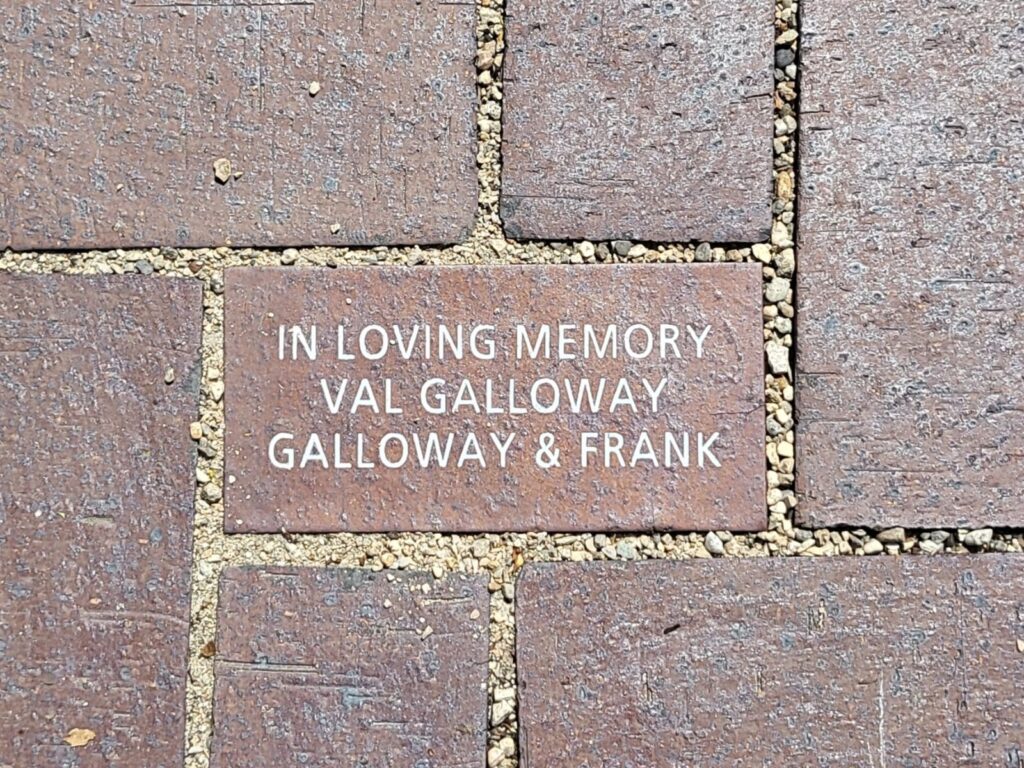 IN LOVING MEMORY
VAL GALLOWAY
GALLOWAY & FRANK